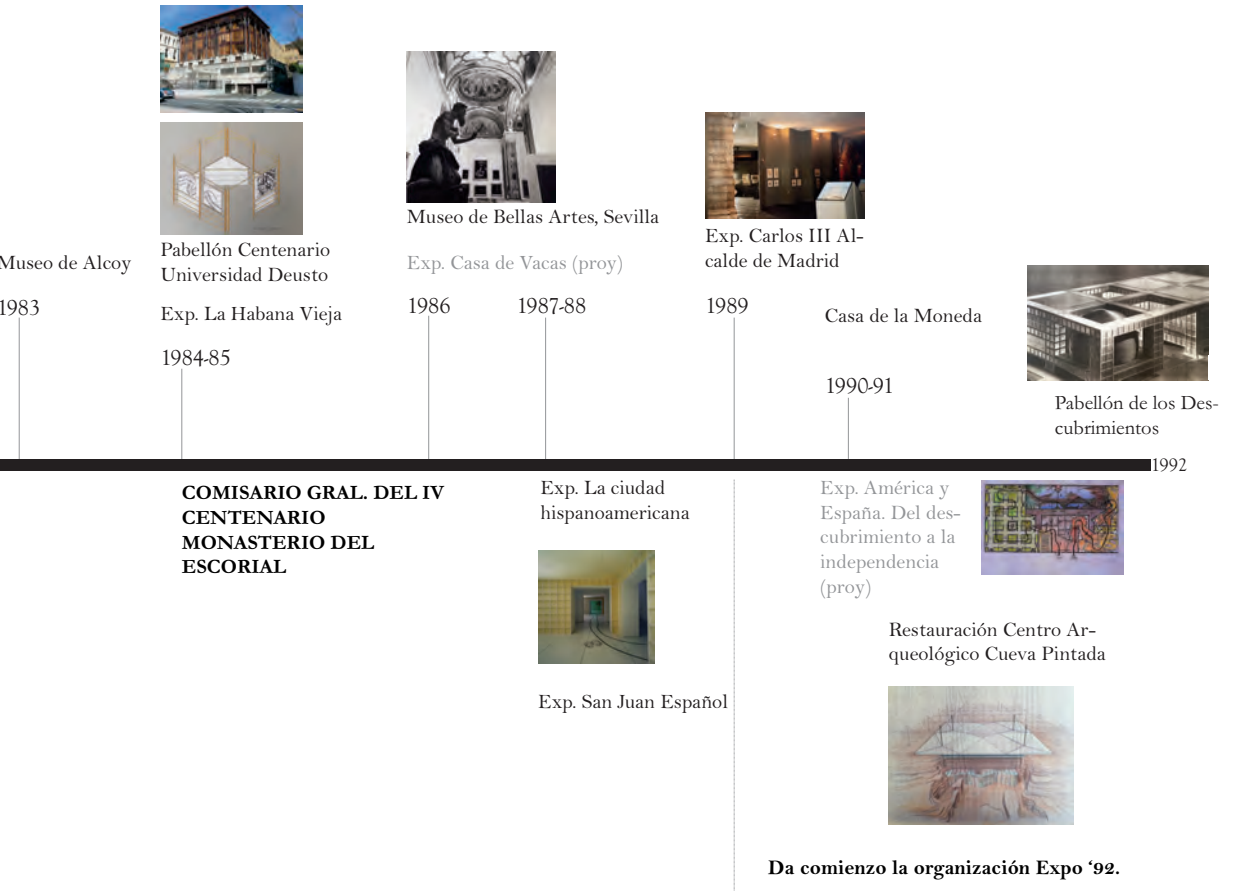 Museo de Alcoy
1983
Pabellón Centenario
Universidad Deusto
Exp. La Habana Vieja
1984-85
Museo de Bellas Artes, Sevilla
Exp. Casa de Vacas (proy)
1986
1987-88
Exp. Carlos III Al-
calde de Madrid
1989
Casa de la Moneda
1990-91
Pabellón de los Des-
cubrimientos
1992
COMISARIO GRAL. DEL IV
CENTENARIO
MONASTERIO DEL
ESCORIAL
Exp. La ciudad
hispanoamericana
Exp. San Juan Español
Exp. América y
España. Del des-
cubrimiento a la
independencia
(proy)
Restauración Centro Ar-
queológico Cueva Pintada
Da comienzo la organización Expo ‘92.